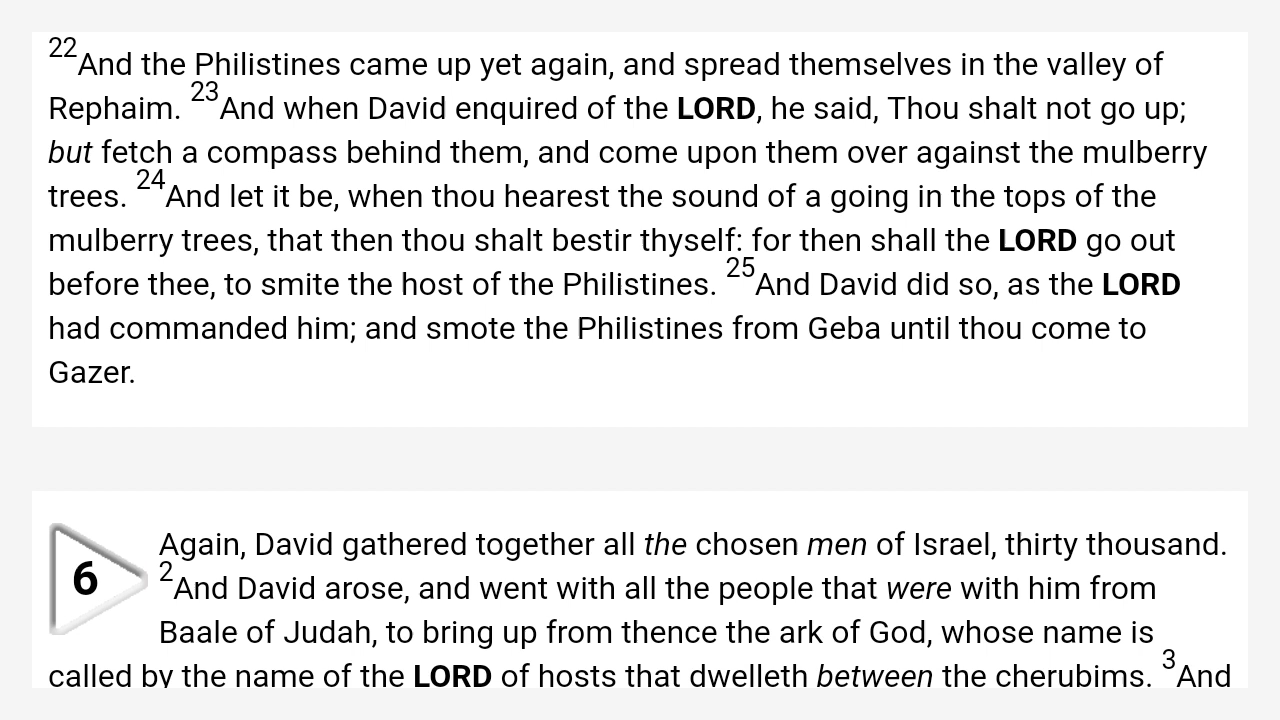 22And the Philistines came up yet again, and spread themselves in the valley of
Rephaim. 23And when David enquired of the LORD, he said, Thou shalt not go up;
but fetch a compass behind them, and come upon them over against the mulberry
trees. 24And let it be, when thou hearest the sound of a going in the tops of the
mulberry trees, that then thou shalt bestir thyself: for then shall the LORD go out
before thee, to smite the host of the Philistines. 25And David did so, as the LORD
had commanded him; and smote the Philistines from Geba until thou come to
Gazer.
6
Again, David gathered together all the chosen men of Israel, thirty thousand.
2And David arose, and went with all the people that were with him from
Baale of Judah, to bring up from thence the ark of God, whose name is
called by the name of the LORD of hosts that dwelleth between the cherubims. 3And